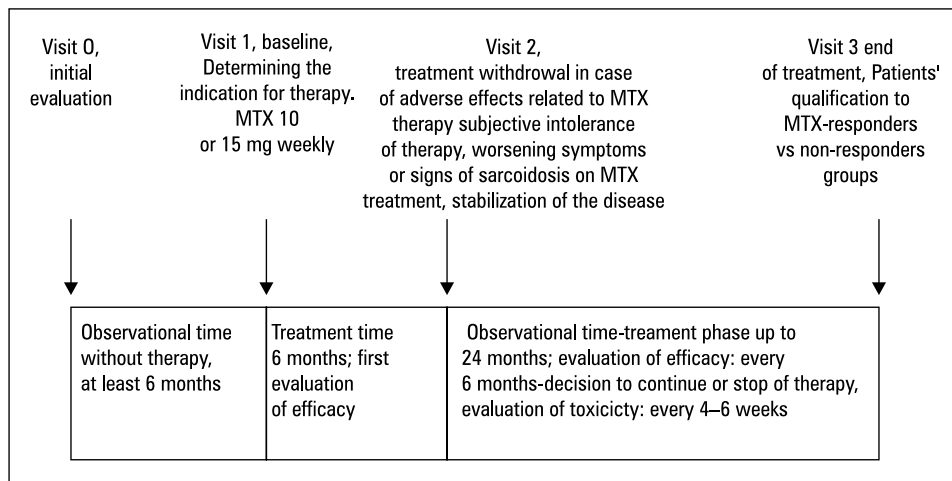 Visit 0,
initial
evaluation
Visit 1, baseline,
Determining the
indication for therapy.
MTX 10
or 15 mg weekly
Visit 2,
treatment withdrawal in case
of adverse effects related to MTX
therapy subjective intolerance
of therapy, worsening symptoms
or signs of sarcoidosis on MTX
treatment, stabilization of the disease
Visit 3 end
of treatment, Patients'
qualification to
MTX-responders
vs non-responders
groups
Observational time
without therapy,
at least 6 months
Treatment time
6 months; first
evaluation
of efficacy
Observational time-treament phase up to
24 months; evaluation of efficacy: every
6 months-decision to continue or stop of therapy,
evaluation of toxicicty: every 4–6 weeks